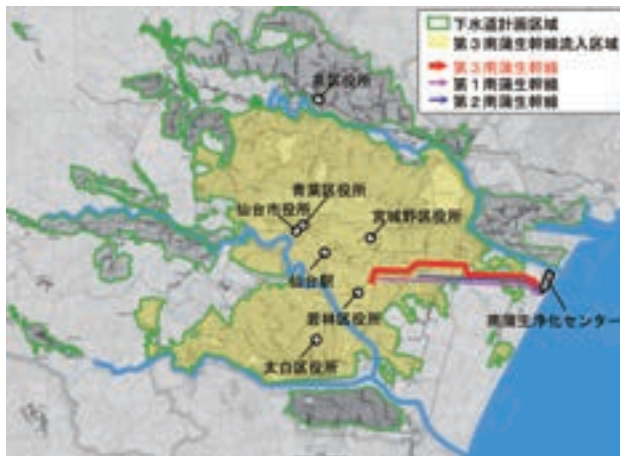 下水道計画区域
第3南蒲生幹線流入区域
第3南蒲生幹線
第1南蒲生幹線
第2南蒲生幹線
泉区役所
青葉区役所
仙台市役所
宮城野区役所
仙台駅
若林区役所
南蒲生浄化センター
太白区役所